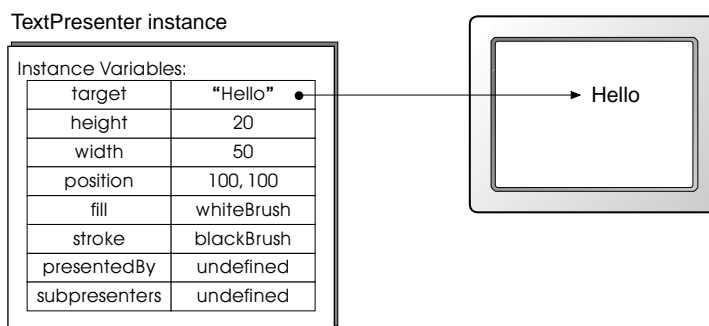 TextPresenter instance
Instance Variables:
target “Hello”
height 20
width 50
position 100, 100
fill whiteBrush
stroke blackBrush
presentedBy undefined
subpresenters undefined
Hello